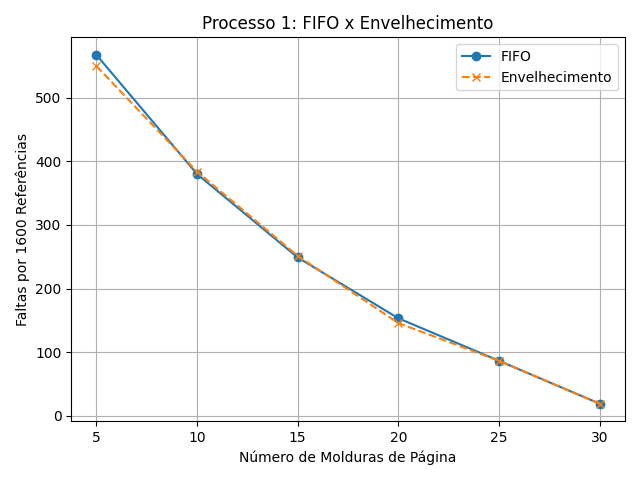 Processo 1: FIFO x Envelhecimento
FIFO
Envelhecimento
Faltas por 1600 Referências
500
400
300
200
100
0
5 10 15 20 25 30
Número de Molduras de Página